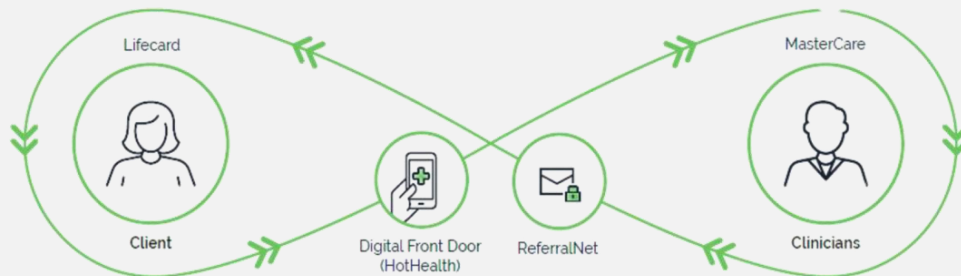 Lifecard
MasterCare
Client
Digital Front Door
(HotHealth)
ReferralNet
Clinicians